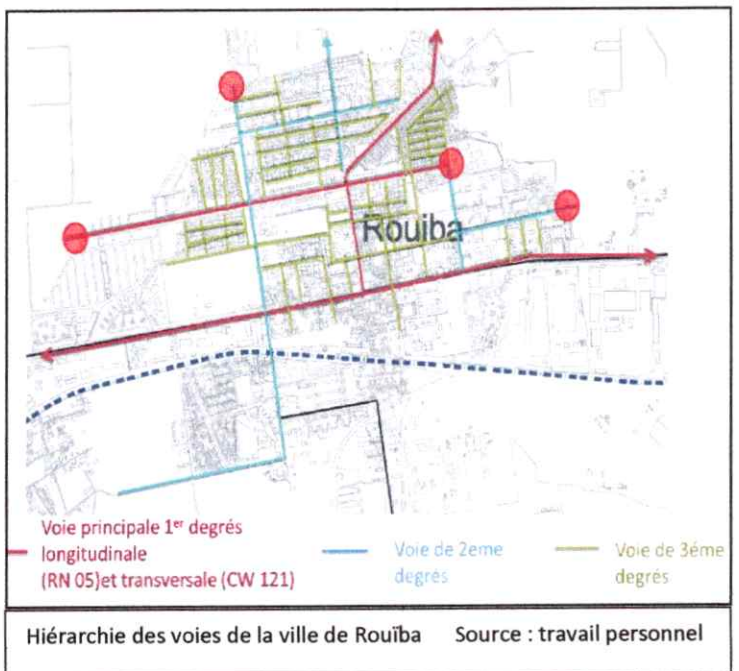 Rouiba
Voie principale 1er degrés
longitudinale
(RN 05)et transversale (CW 121)
Voie de 2eme
degrés
Voie de 3éme
degrés
Hiérarchie des voies de la ville de Rouïba Source : travail personnel